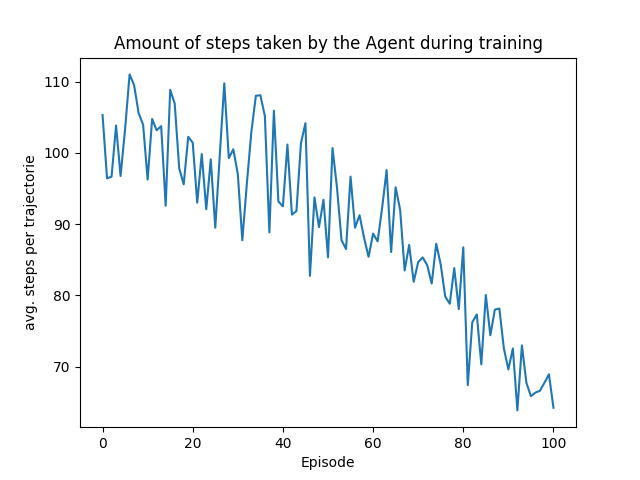 Amount of steps taken by the Agent during training
110
100
90
80
70
avg. steps per trajectorie
0 20 40 60 80 100
Episode